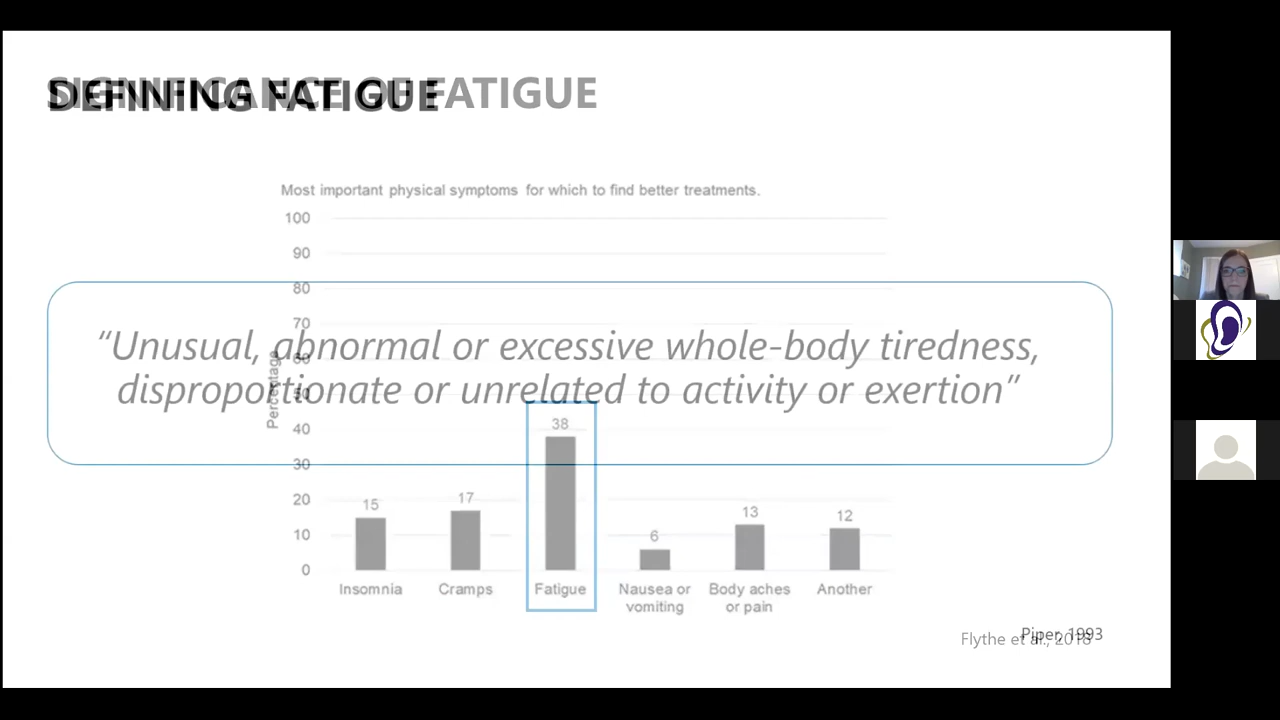 DEFINING FATIGUE
SIGNIFICANCE OF FATIGUE
Most important physical symptoms for which to find better treatments.
100
90
80
70
60
50
40
30
20
10
0
Percentage
“Unusual, abnormal or excessive whole-body tiredness,
disproportionate or unrelated to activity or exertion”
15
17
38
6
13
12
Insomnia
Cramps
Fatigue
Nausea or
vomiting
Body aches
or pain
Another
Piper, 1993
Flythe et al., 2018